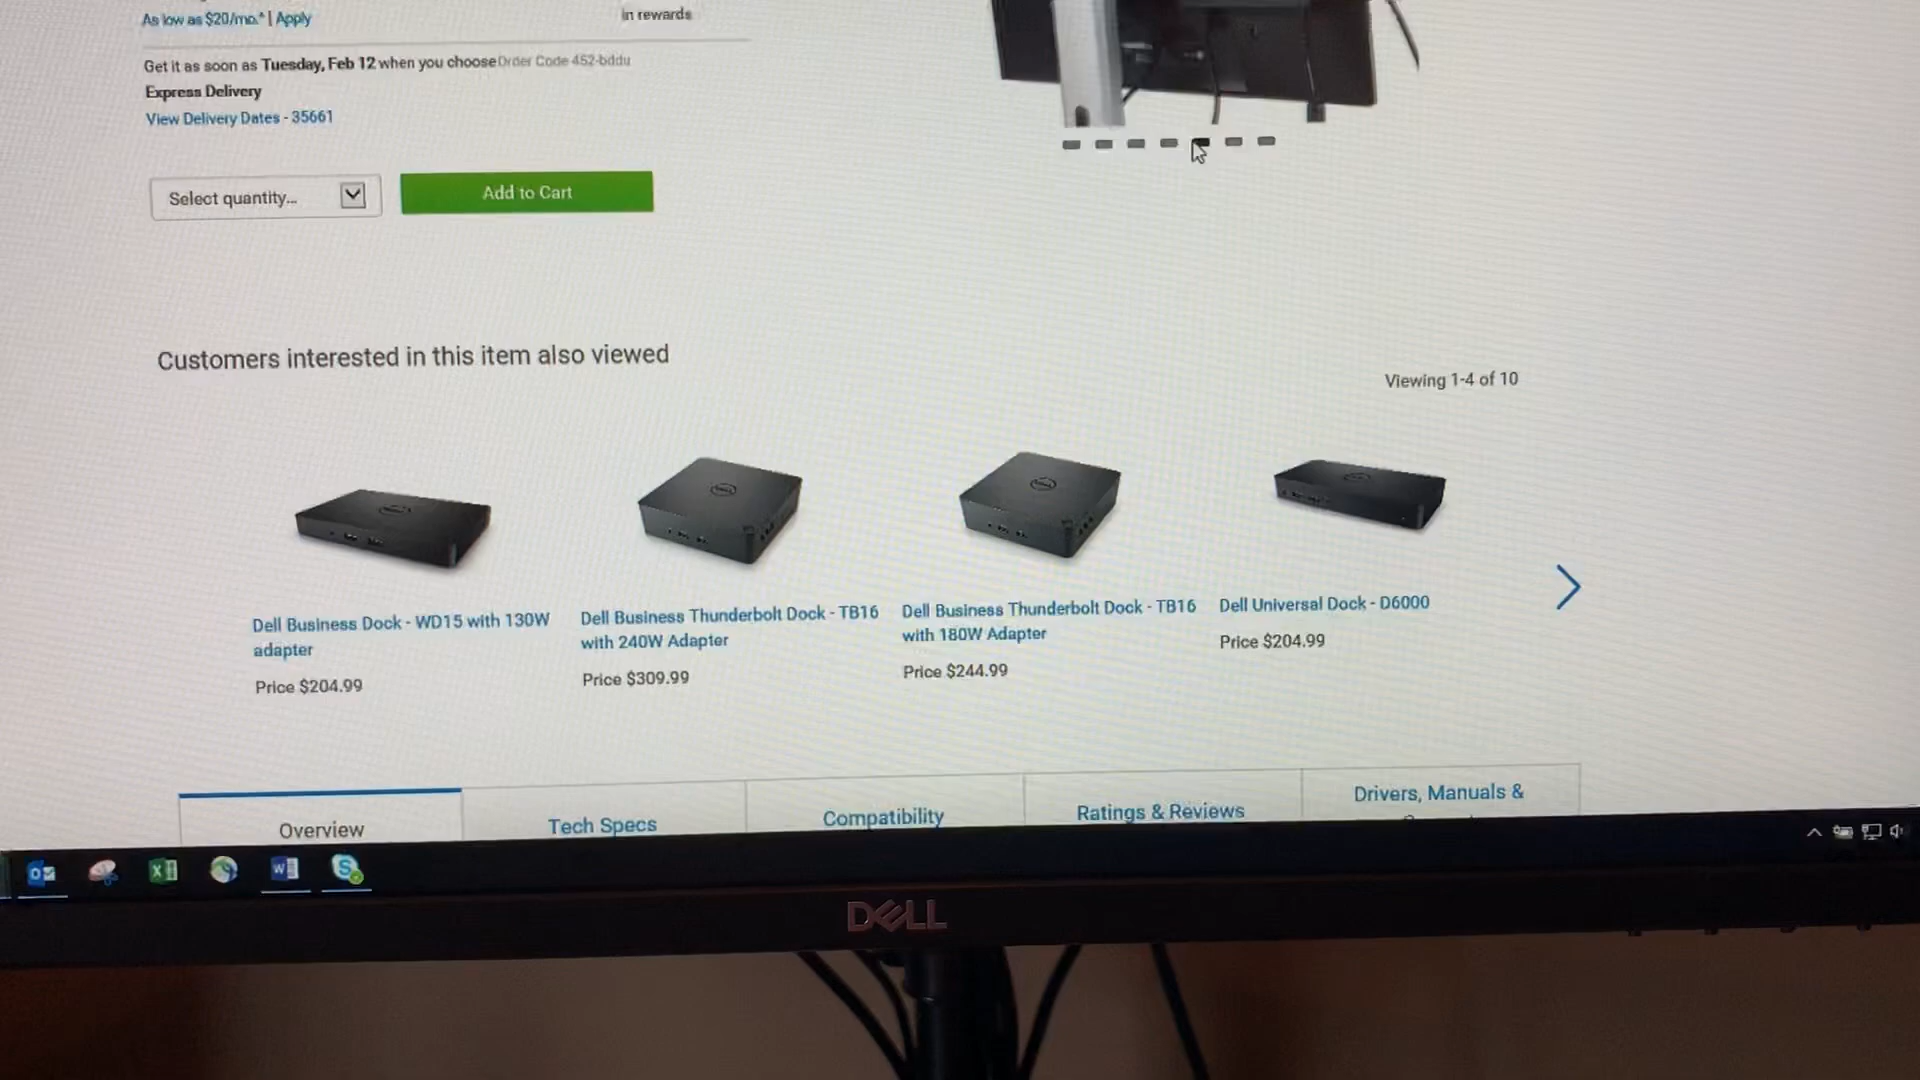 As low as $20/mo.^ | Apply
in rewards
Get it as soon as Tuesday, Feb 12 when you choose Order Code 452-bddu
Express Delivery
View Delivery Dates - 35661
Select quantity...
Add to Cart
Customers interested in this item also viewed
Viewing 1-4 of 10
Dell Business Dock - WD15 with 130W
adapter
Price $204.99
Dell Business Thunderbolt Dock - TB16
with 240W Adapter
Price $309.99
Dell Business Thunderbolt Dock - TB16
with 180W Adapter
Price $244.99
Dell Universal Dock - D6000
Price $204.99
Overview
Tech Specs
Compatibility
Ratings & Reviews
Drivers, Manuals &
DELL